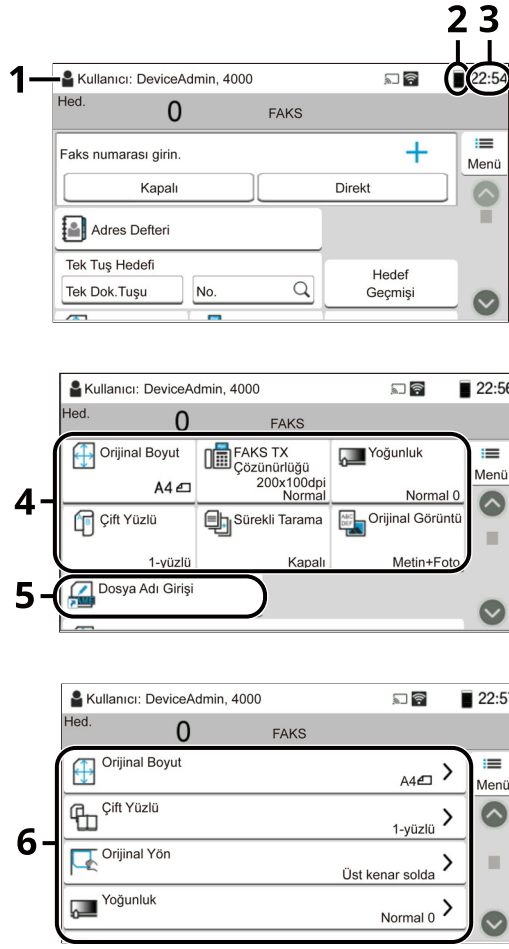 2 3
1
Kullanıcı: DeviceAdmin, 4000
22:54
Hed.
0
FAKS
Faks numarası girin.
Menü
Kapalı
Direkt
Adres Defteri
Tek Tuş Hedefi
Tek Dok.Tuşu
No.
Hedef
Geçmişi
Kullanıcı: DeviceAdmin, 4000
22:56
Hed.
0
FAKS
4
Orijinal Boyut
A4
FAKS TX
Çözünürlüğü
200x100dpi
Normal
Yoğunluk
Normal 0
Menü
Çift Yüzlü
1-yüzlü
Sürekli Tarama
Kapalı
ABC
DEF
Orijinal Görüntü
Metin+Foto
5
Dosya Adı Girişi
Kullanıcı: DeviceAdmin, 4000
22:57
Hed.
0
FAKS
6
Orijinal Boyut
A4
Menü
Çift Yüzlü
1-yüzlü
Orijinal Yön
Üst kenar solda
Yoğunluk
Normal 0